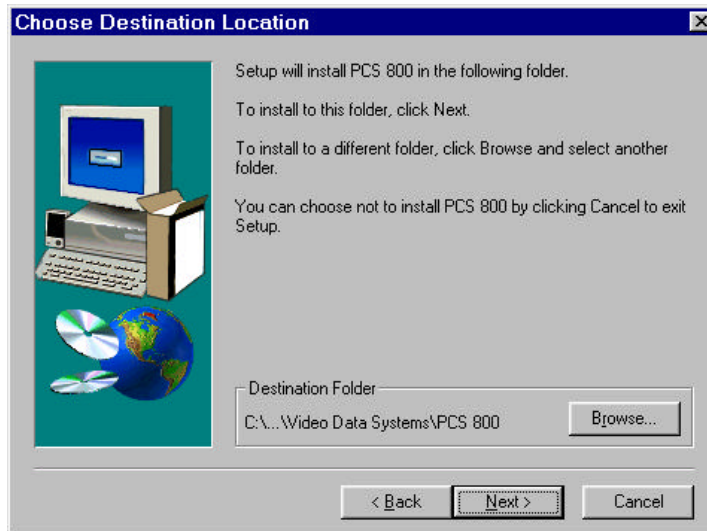 Choose Destination Location
Setup will install PCS 800 in the following folder.
To install to this folder, click Next.
To install to a different folder, click Browse and select another
folder.
You can choose not to install PCS 800 by clicking Cancel to exit
Setup.
Destination Folder
C:\...\Video Data Systems\PCS 800
Browse...
< Back
Next >
Cancel